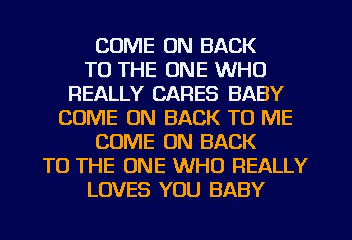 COME ON BACK
TO THE ONE WHO
REALLY CARES BABY
COME ON BACK TO ME
COME ON BACK
TO THE ONE WHO REALLY
LOVES YOU BABY